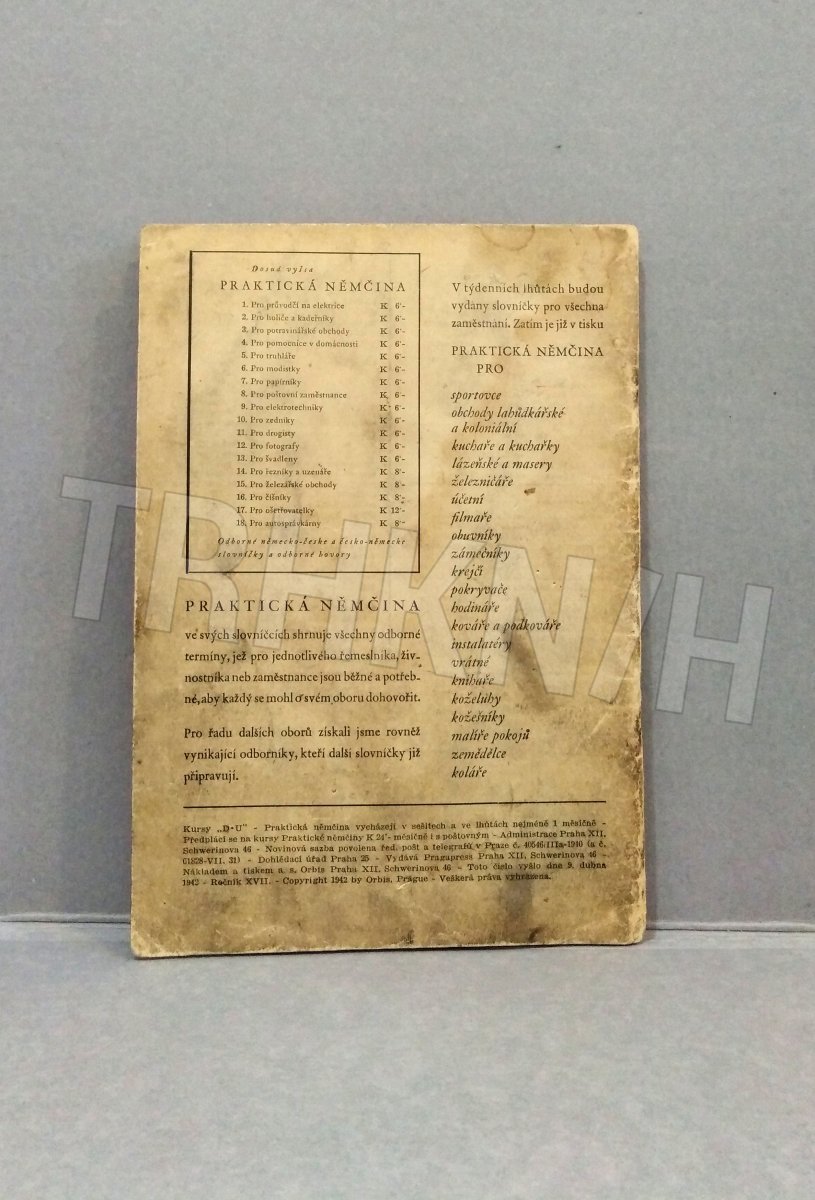 Dosud vyšla
PRAKTICKÁ NĚMČINA
1. Pro průvodčí na elektrice K 6'-
2. Pro holiče a kadeřníky K 6'-
3. Pro potravinářské obchody K 6'-
4. Pro pomocnice v domácnosti K 6'-
5. Pro truhláře K 6'-
6. Pro modistky K 6'-
7. Pro papírníky K 6'-
8. Pro poštovní zaměstnance K 6'-
9. Pro elektrotechniky K 6'-
10. Pro zedníky K 6'-
11. Pro drogisty K 6'-
12. Pro fotografy K 6'-
13. Pro švadleny K 6'-
14. Pro řezníky a uzenáře K 8'-
15. Pro železářské obchody K 8'-
16. Pro číšníky K 8'-
17. Pro ošetřovatelky K 12'-
18. Pro autosprávkárny K 8'-
Odborné německo-české a česko-německé
slovníčky a odborné hovory
PRAKTICKÁ NĚMČINA
ve svých slovníčcích shrnuje všechny odborné
termíny, jež pro jednotlivého řemeslníka, živ-
nostníka neb zaměstnance jsou běžné a potřeb-
né, aby každý se mohl o svém oboru dohovořit.
Pro řadu dalších oborů získali jsme rovněž
vynikající odborníky, kteří další slovníčky již
připravují.
V týdenních lhůtách budou
vydány slovníčky pro všechna
zaměstnání. Zatím je již v tisku
PRAKTICKÁ NĚMČINA
PRO
sportovce
obchody lahůdkářské
a koloniální
kuchaře a kuchařky
lázeňské a masery
železničáře
účetní
filmaře
obuvníky
zámečníky
krejčí
pokryvače
hodináře
kováře a podkováře
instalatéry
vrátné
knihaře
koželuhy
kožešníky
malíře pokojů
zemědělce
koláře
Kursy „D-U" - Praktická němčina vycházejí v sešitech a ve lhůtách nejméně 1 měsíčně -
Předplácí se na kursy Praktické němčiny K 24'- měsíčně i s poštovným - Administrace Praha XII,
Schwerinova 46 - Novinová sazba povolena řed. pošt a telegrafů v Praze č. 40546/IIIa-1940 (a č.
61828-VII. 31) - Dohlédací úřad Praha 25 - Vydává Pragapress Praha XII, Schwerinova 46 -
Nákladem a tiskem a. s. Orbis Praha XII, Schwerinova 46 - Toto číslo vyšlo dne 9. dubna
1942 - Ročník XVII. - Copyright 1942 by Orbis, Prague - Veškerá práva vyhrazena.
TRHKNIH